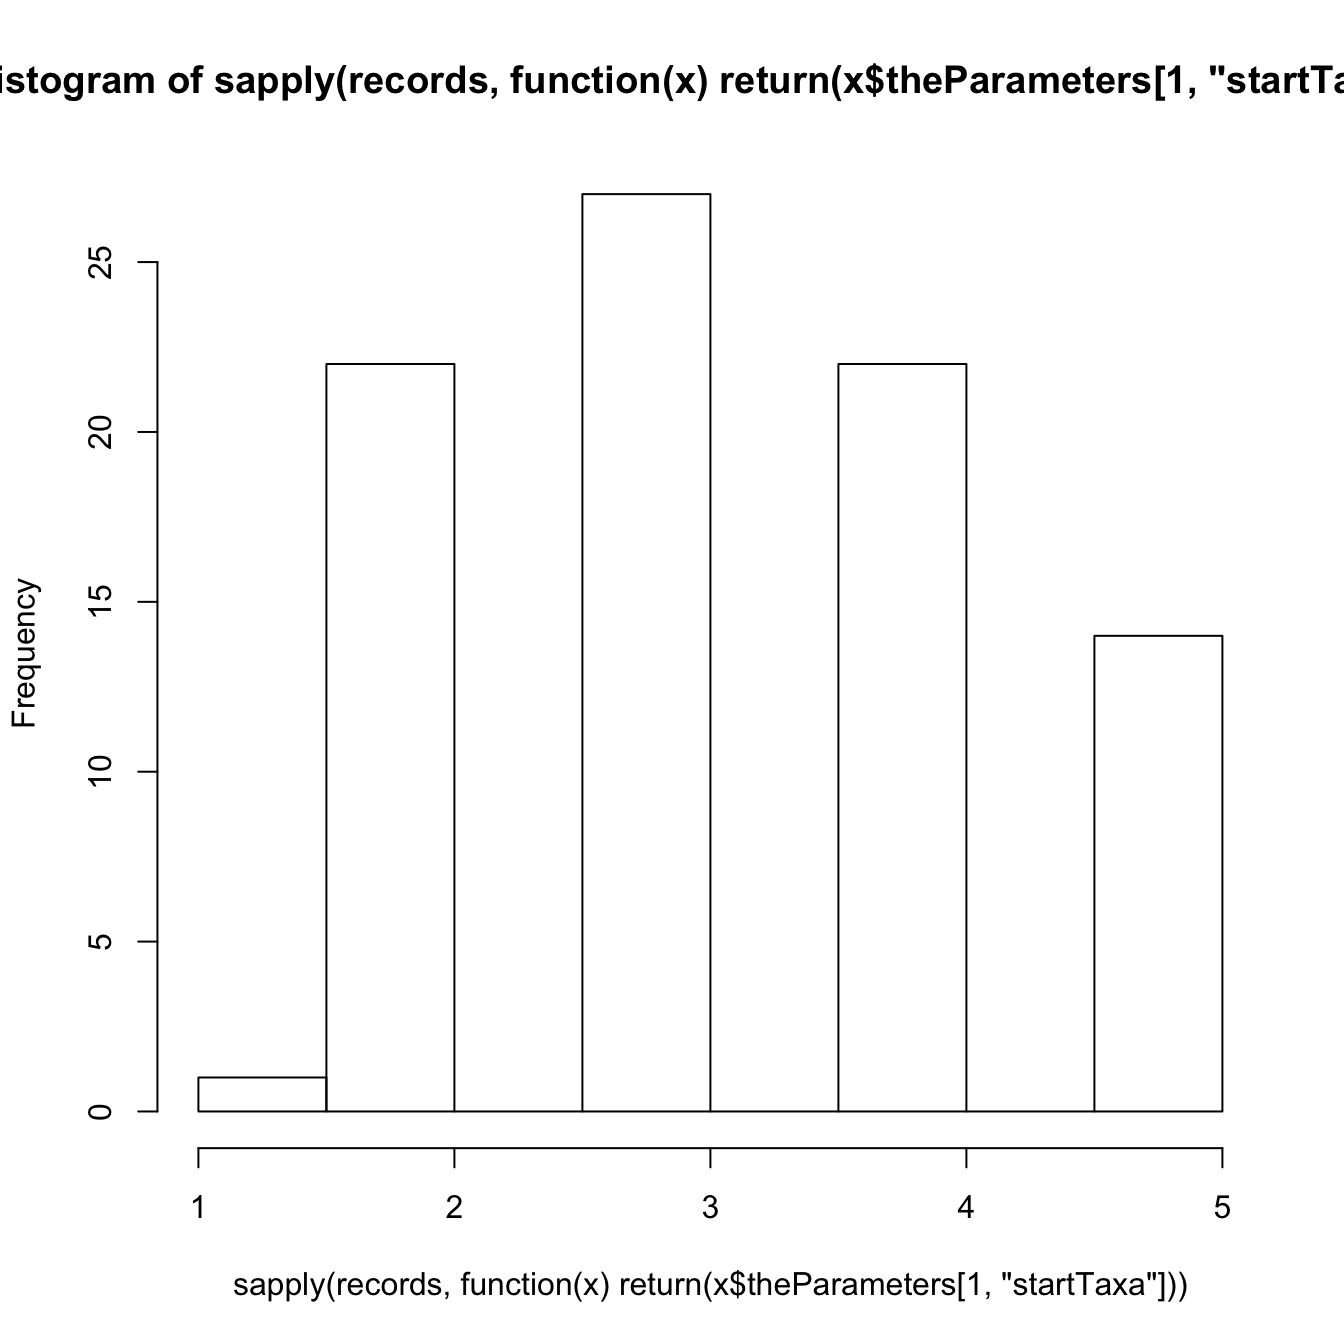 istogram of sapply(records, function(x) return(x$theParameters[1, "startTa
Frequency
25
20
15
10
5
0
1 2 3 4 5
sapply(records, function(x) return(x$theParameters[1, "startTaxa"]))